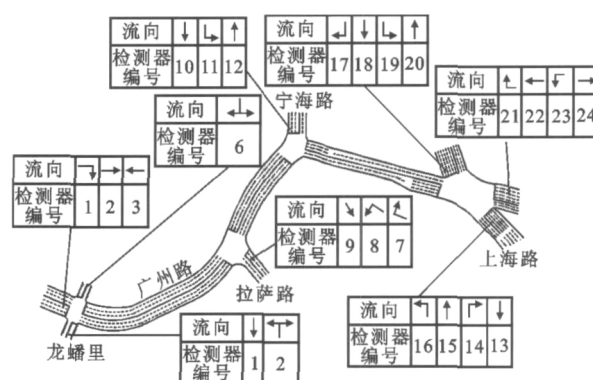 流向 ↓ ↳ ↑
检测器编号 10 11 12
流向 ↲ ↓ ↳ ↑
检测器编号 17 18 19 20
宁海路
流向
检测器编号 6
流向 ← →
检测器编号 21 22 23 24
流向 → ←
检测器编号 1 2 3
流向
检测器编号 9 8 7
广州路
拉萨路
上海路
龙蟠里
流向 ↓
检测器编号 1 2
流向 ↰ ↑ ↱ ↓
检测器编号 16 15 14 13